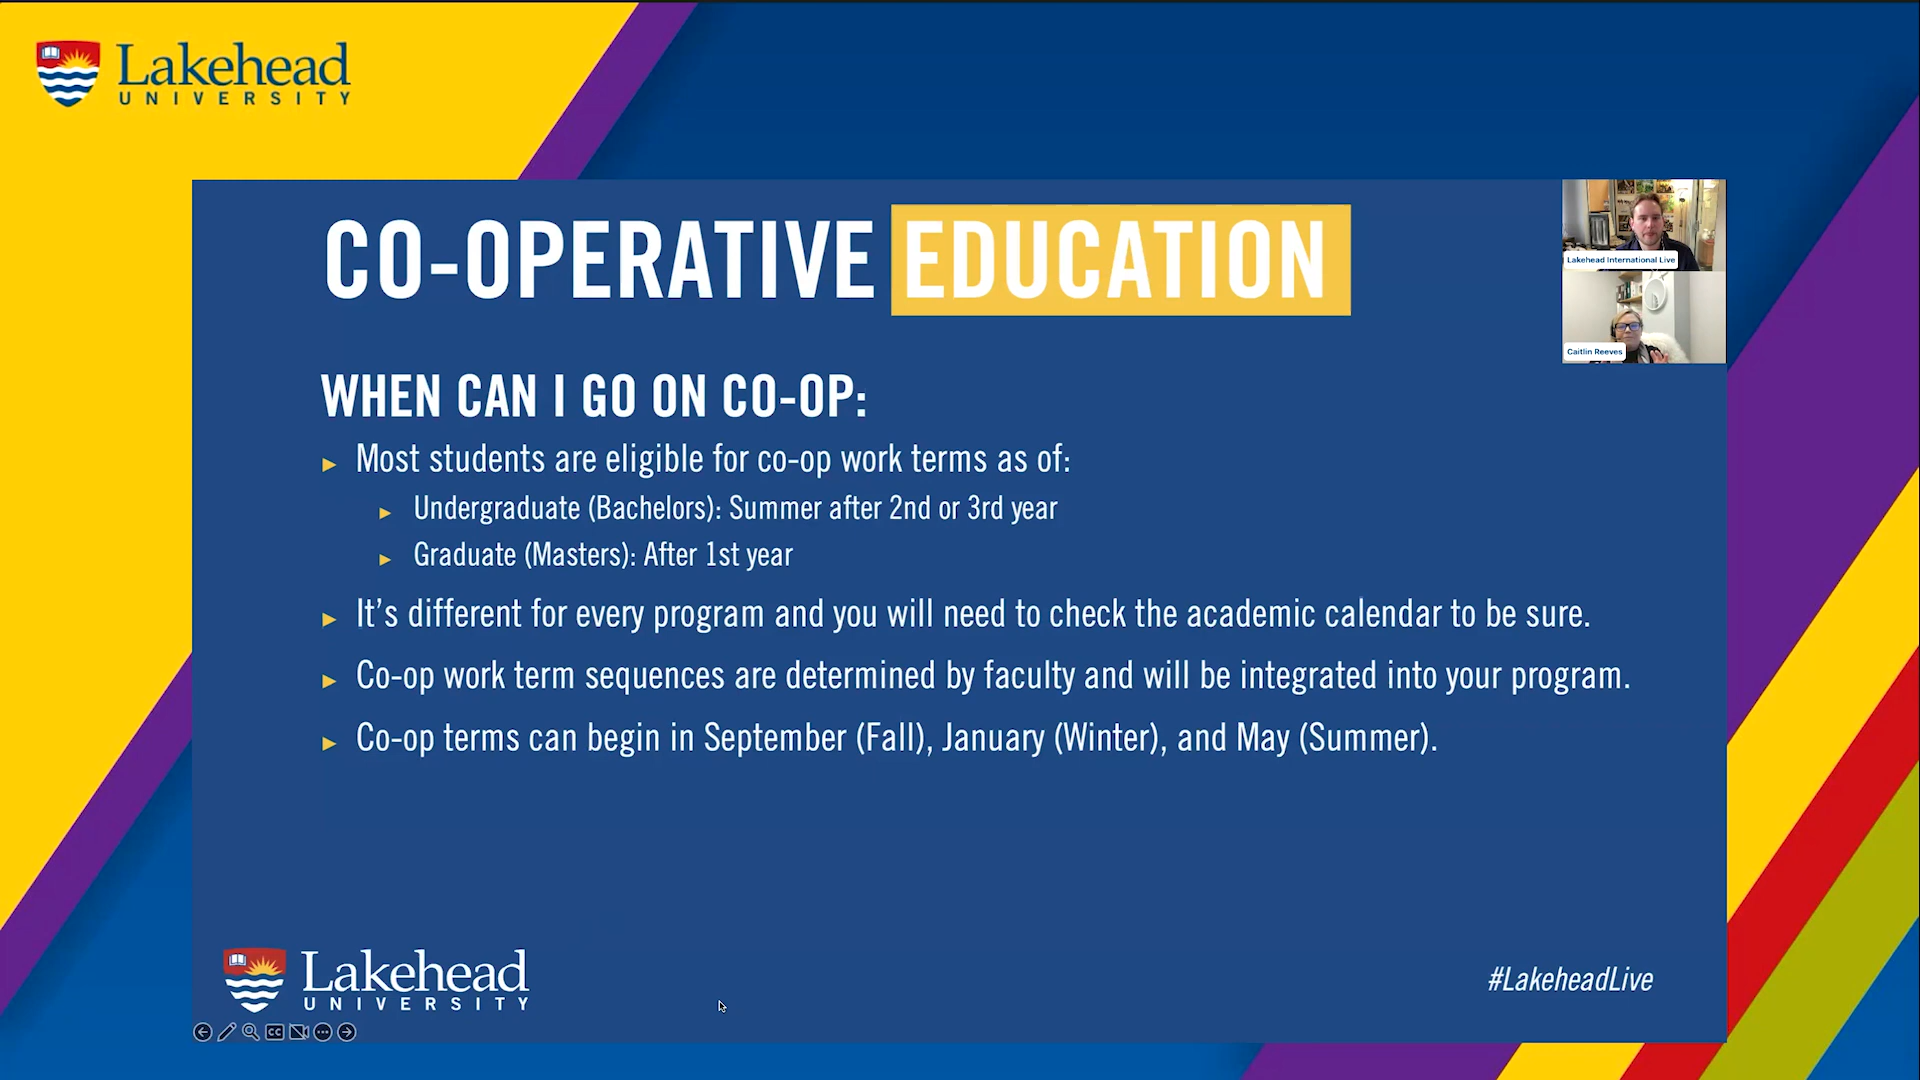 Lakehead
UNIVERSITY
CO-OPERATIVE EDUCATION
Lakehead International Live
Caitlin Reeves
WHEN CAN I GO ON CO-OP:
Most students are eligible for co-op work terms as of:
Undergraduate (Bachelors): Summer after 2nd or 3rd year
Graduate (Masters): After 1st year
It's different for every program and you will need to check the academic calendar to be sure.
Co-op work term sequences are determined by faculty and will be integrated into your program.
Co-op terms can begin in September (Fall), January (Winter), and May (Summer).
Lakehead
UNIVERSITY
#LakeheadLive
CC